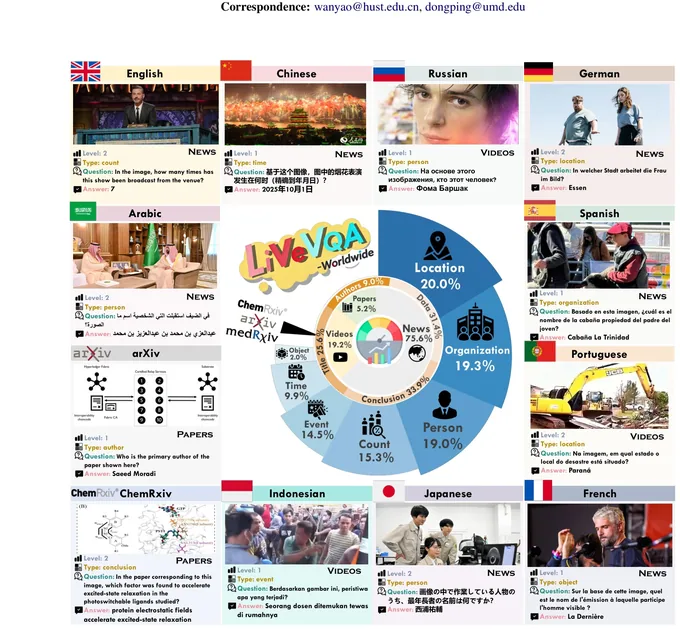 Correspondence: wanyao@hust.edu.cn, dongping@umd.edu
English
NEWS
Level: 2
Type: count
Question: In the image, how many times has
this show been broadcast from the venue?
Answer: 7
Chinese
NEWS
Level: 1
Type: time
Question: 基于这个图像，图中的烟花表演
发生在何时（精确到年月日）？
Answer: 2025年10月1日
Russian
VIDEOS
Level: 1
Type: person
Question: На основе этого
изображения, кто этот человек?
Answer: Фома Баршак
German
NEWS
Level: 2
Type: location
Question: In welcher Stadt arbeitet die Frau
im Bild?
Answer: Essen
Arabic
NEWS
Level: 2
Type: person
Question: في الضيف استقبلت التي الشخصية اسم ما
الصورة؟
Answer: عبدالعزيز بن محمد بن عبدالعزيز بن محمد
LiveVQA
-Worldwide
ChemRxiv
arXiv
medRxiv
Location
20.0%
Organization
19.3%
Person
19.0%
Count
15.3%
Event
14.5%
Time
9.9%
Object
2.0%
Authors 9.0%
Data 31.4%
Conclusion 33.9%
Title 25.6%
Papers
5.2%
Videos
19.2%
News
75.6%
Spanish
NEWS
Level: 1
Type: organization
Question: Basado en esta imagen, ¿cuál es el
nombre de la cabaña propiedad del padre del
joven?
Answer: Cabaña La Trinidad
arXiv
arXiv
PAPERS
Level: 1
Type: author
Question: Who is the primary author of the
paper shown here?
Answer: Saeed Moradi
Portuguese
VIDEOS
Level: 2
Type: location
Question: Na imagem, em qual estado o
local do desastre está situado?
Answer: Paraná
ChemRxiv
ChemRxiv
PAPERS
Level: 2
Type: conclusion
Question: In the paper corresponding to this
image, which factor was found to accelerate
excited-state relaxation in the
photoswitchable ligands studied?
Answer: protein electrostatic fields
accelerate excited-state relaxation
Indonesian
VIDEOS
Level: 1
Type: event
Question: Berdasarkan gambar ini, peristiwa
apa yang terjadi?
Answer: Seorang dosen ditemukan tewas
di rumahnya
Japanese
NEWS
Level: 2
Type: person
Question: 画像の中で作業している人物の
うち、最年長者の名前は何ですか？
Answer: 西浦祐輔
French
NEWS
Level: 1
Type: object
Question: Sur la base de cette image, quel
est le nom de l'émission à laquelle participe
l'homme visible ?
Answer: La Dernière